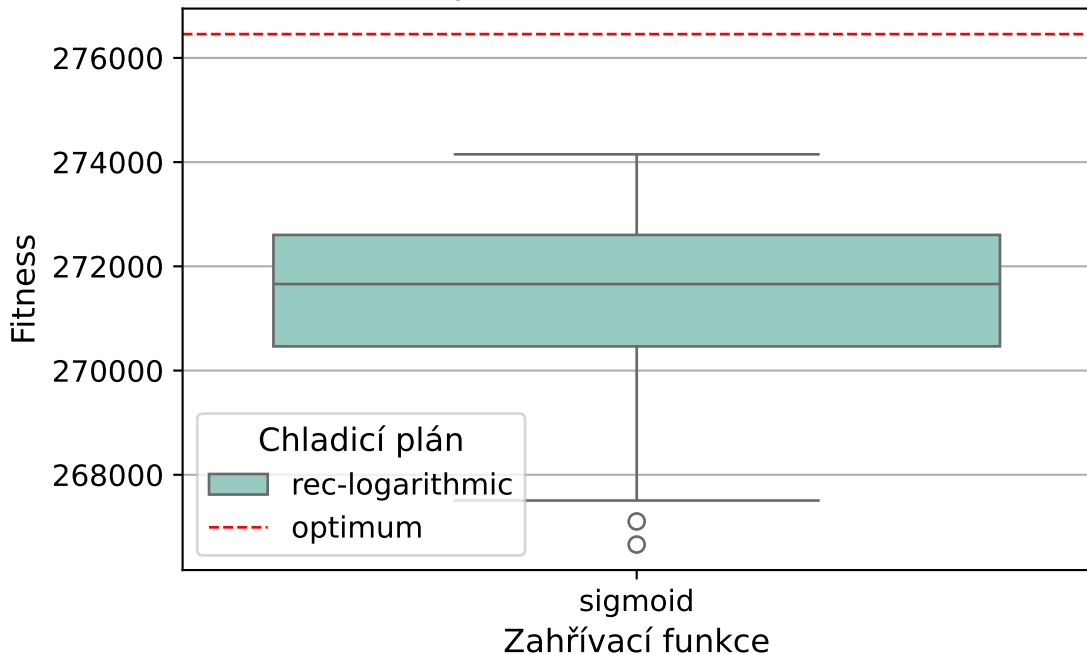 276000
274000
272000
270000
268000
Fitness
Chladicí plán
rec-logarithmic
optimum
sigmoid
Zahřívací funkce